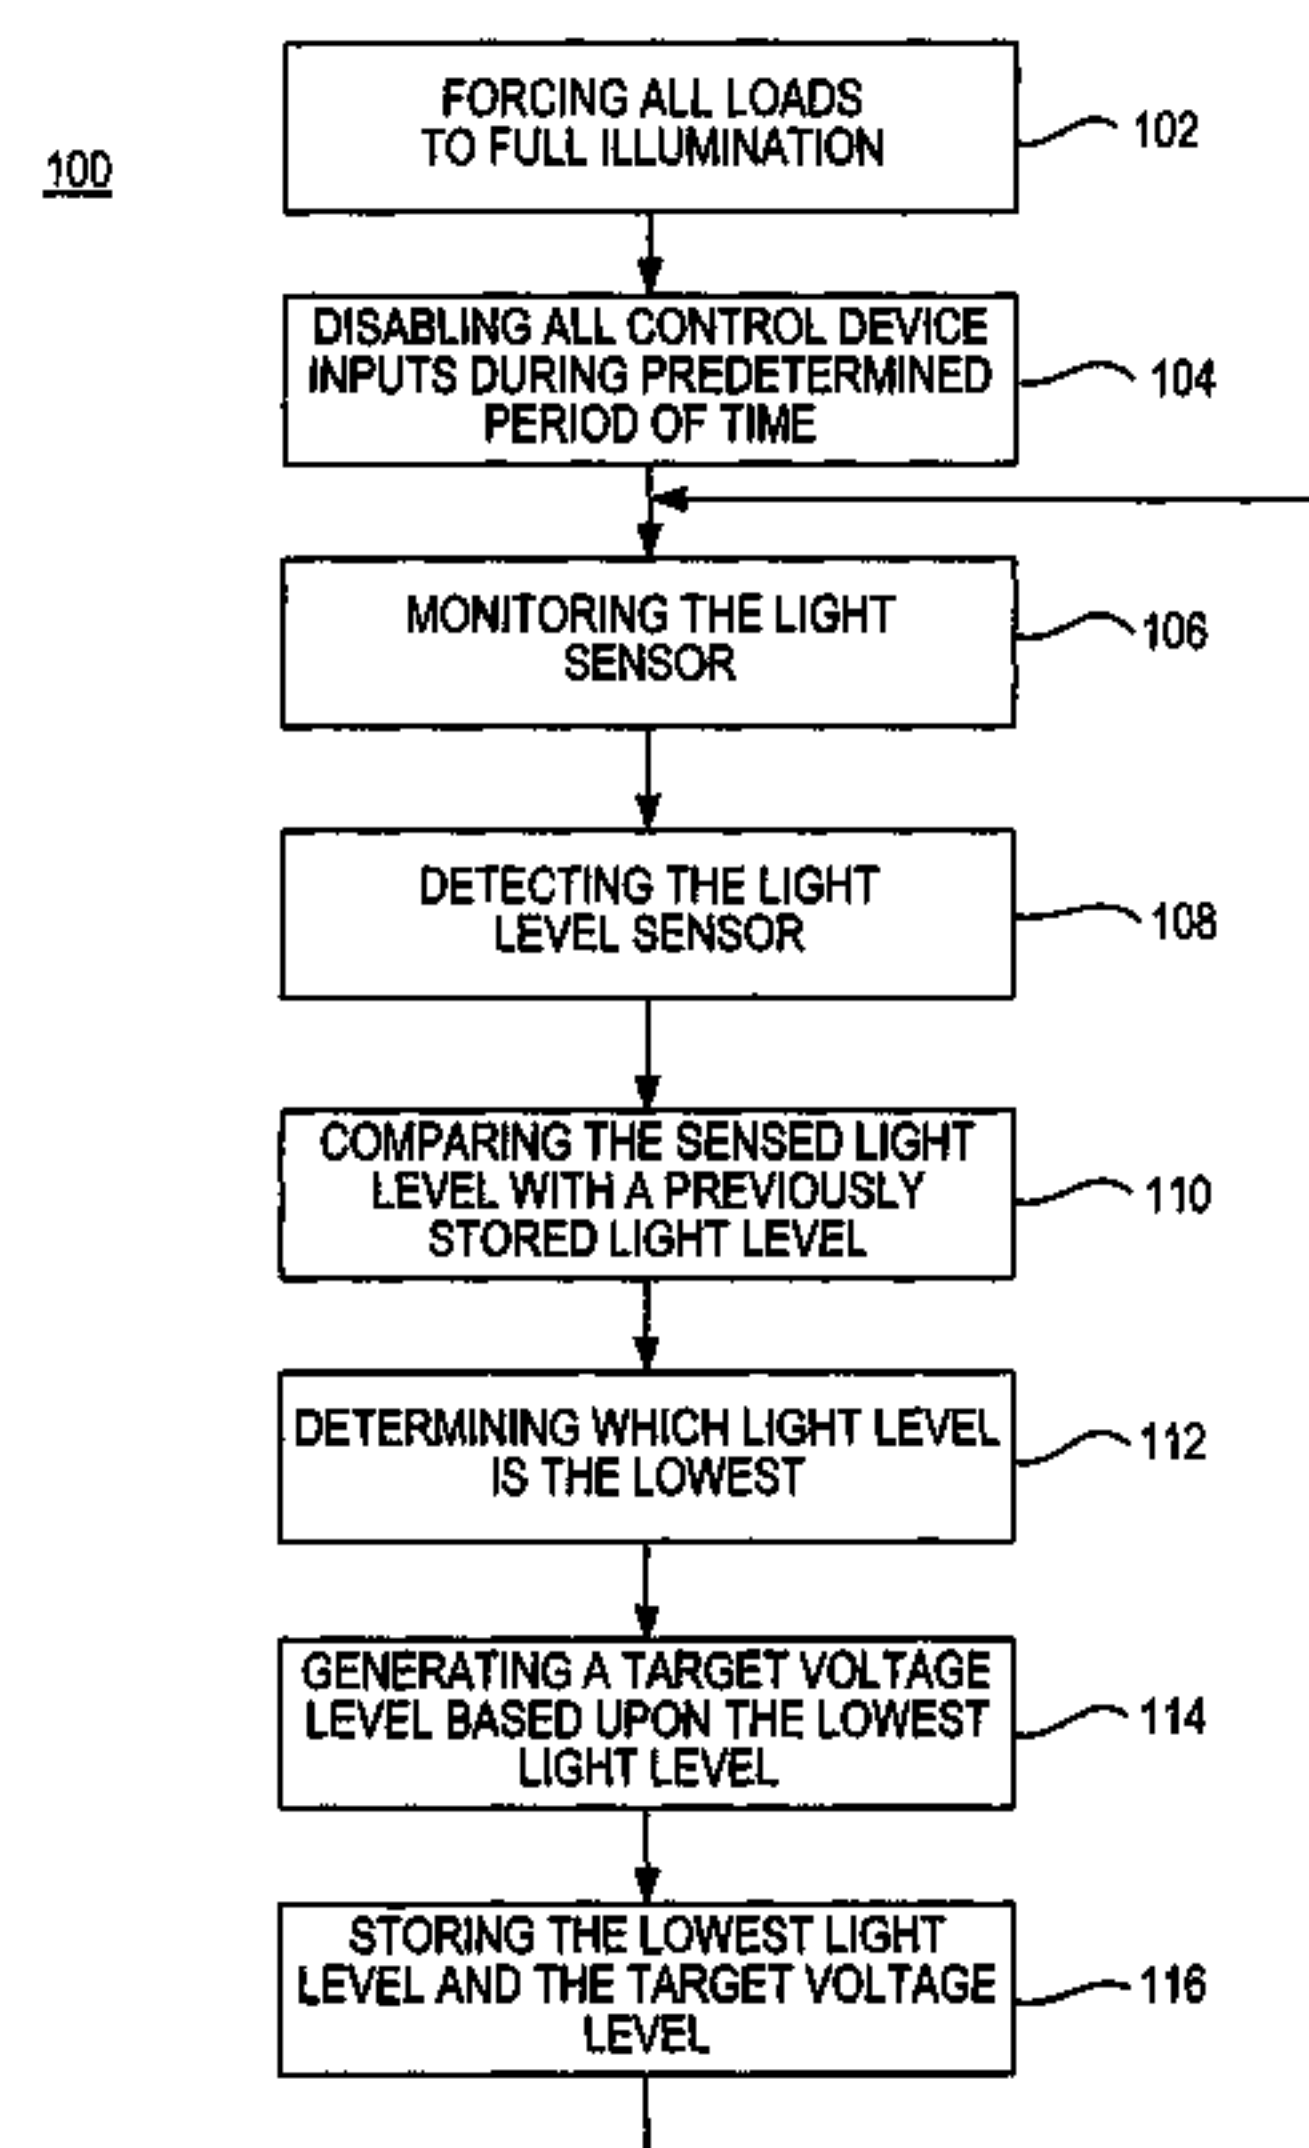 100
FORCING ALL LOADS
TO FULL ILLUMINATION
102
DISABLING ALL CONTROL DEVICE
INPUTS DURING PREDETERMINED
PERIOD OF TIME
104
MONITORING THE LIGHT
SENSOR
106
DETECTING THE LIGHT
LEVEL SENSOR
108
COMPARING THE SENSED LIGHT
LEVEL WITH A PREVIOUSLY
STORED LIGHT LEVEL
110
DETERMINING WHICH LIGHT LEVEL
IS THE LOWEST
112
GENERATING A TARGET VOLTAGE
LEVEL BASED UPON THE LOWEST
LIGHT LEVEL
114
STORING THE LOWEST LIGHT
LEVEL AND THE TARGET VOLTAGE
LEVEL
116